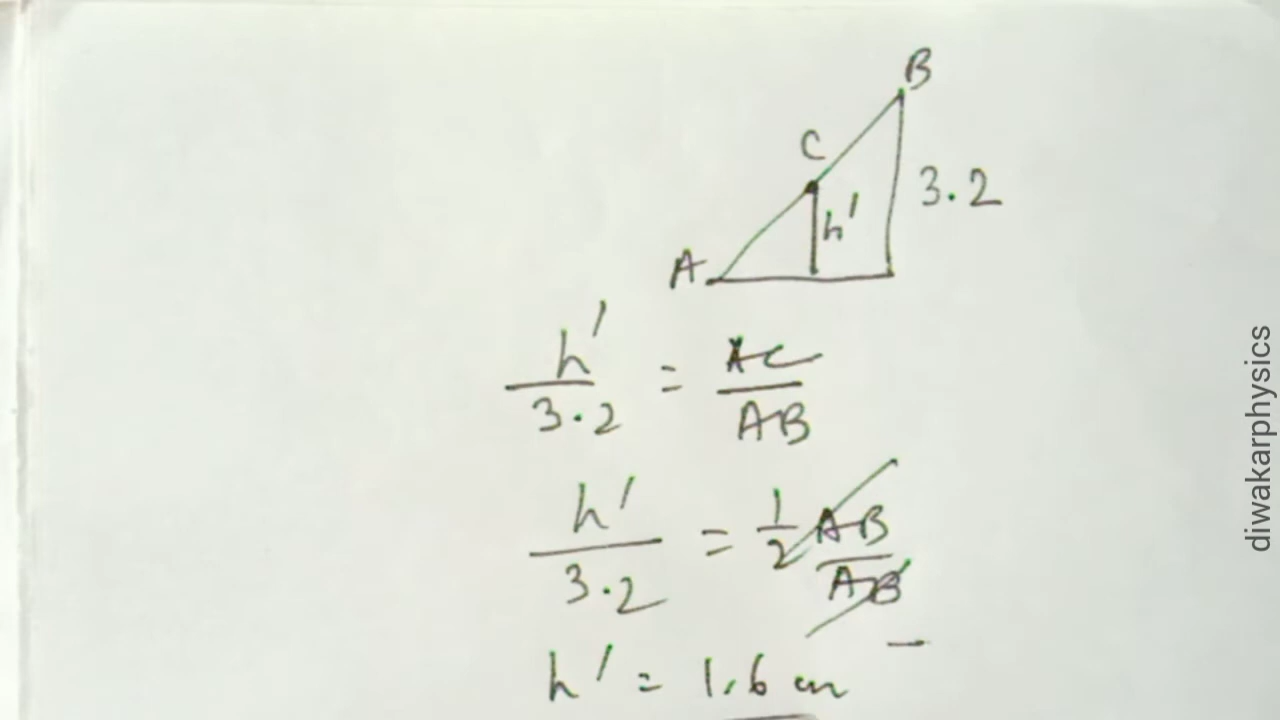 B
C
3.2
h'
A
h'/3.2 = AC/AB
h'/3.2 = 1/2 AB/AB
h' = 1.6 cm
diwakarphysics